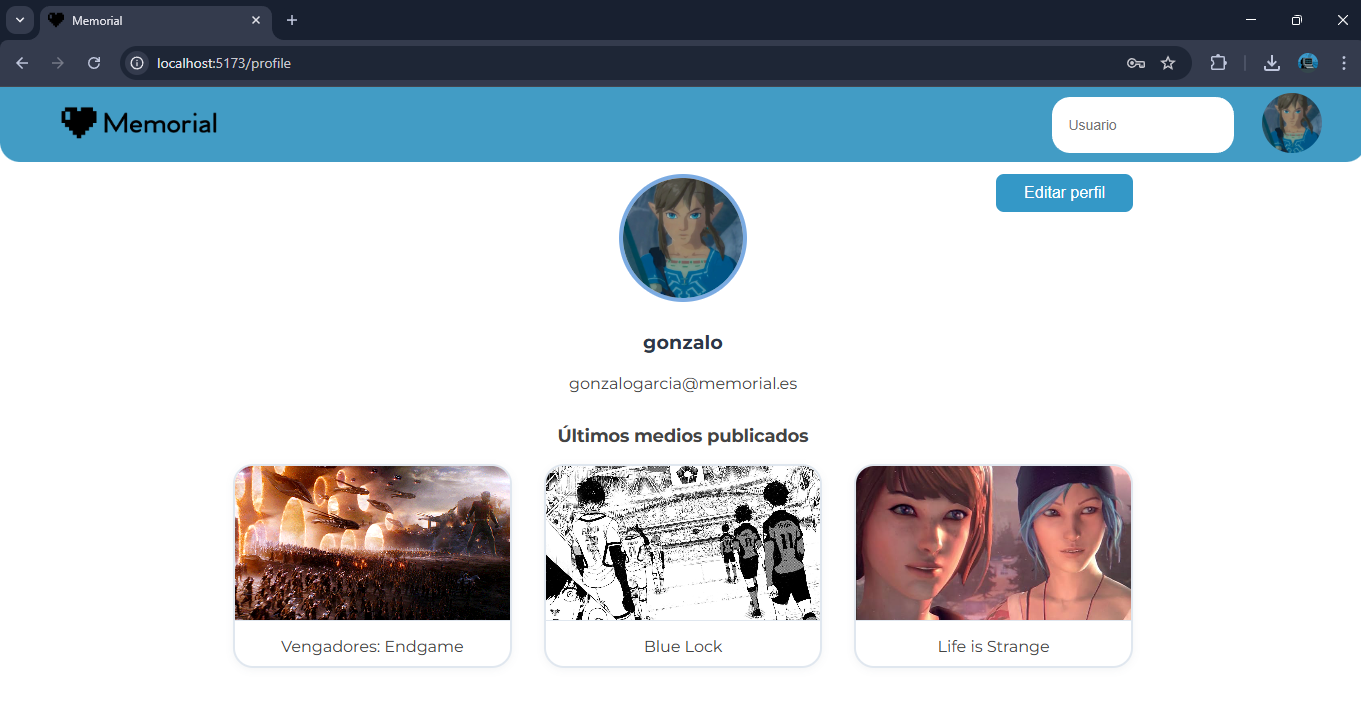 Memorial
localhost:5173/profile
Memorial
Usuario
Editar perfil
gonzalo
gonzalogarcia@memorial.es
Últimos medios publicados
Vengadores: Endgame
Blue Lock
Life is Strange